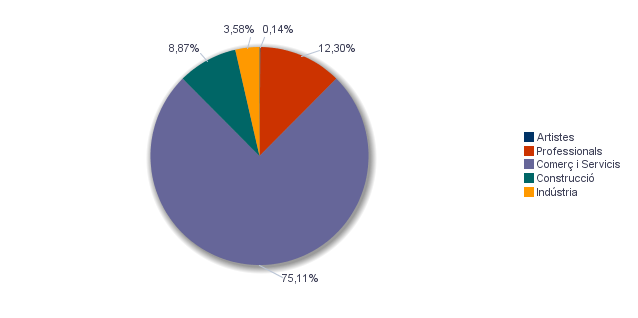 3,58%
0,14%
8,87%
12,30%
75,11%
Artistes
Professionals
Comerç i Servicis
Construcció
Indústria